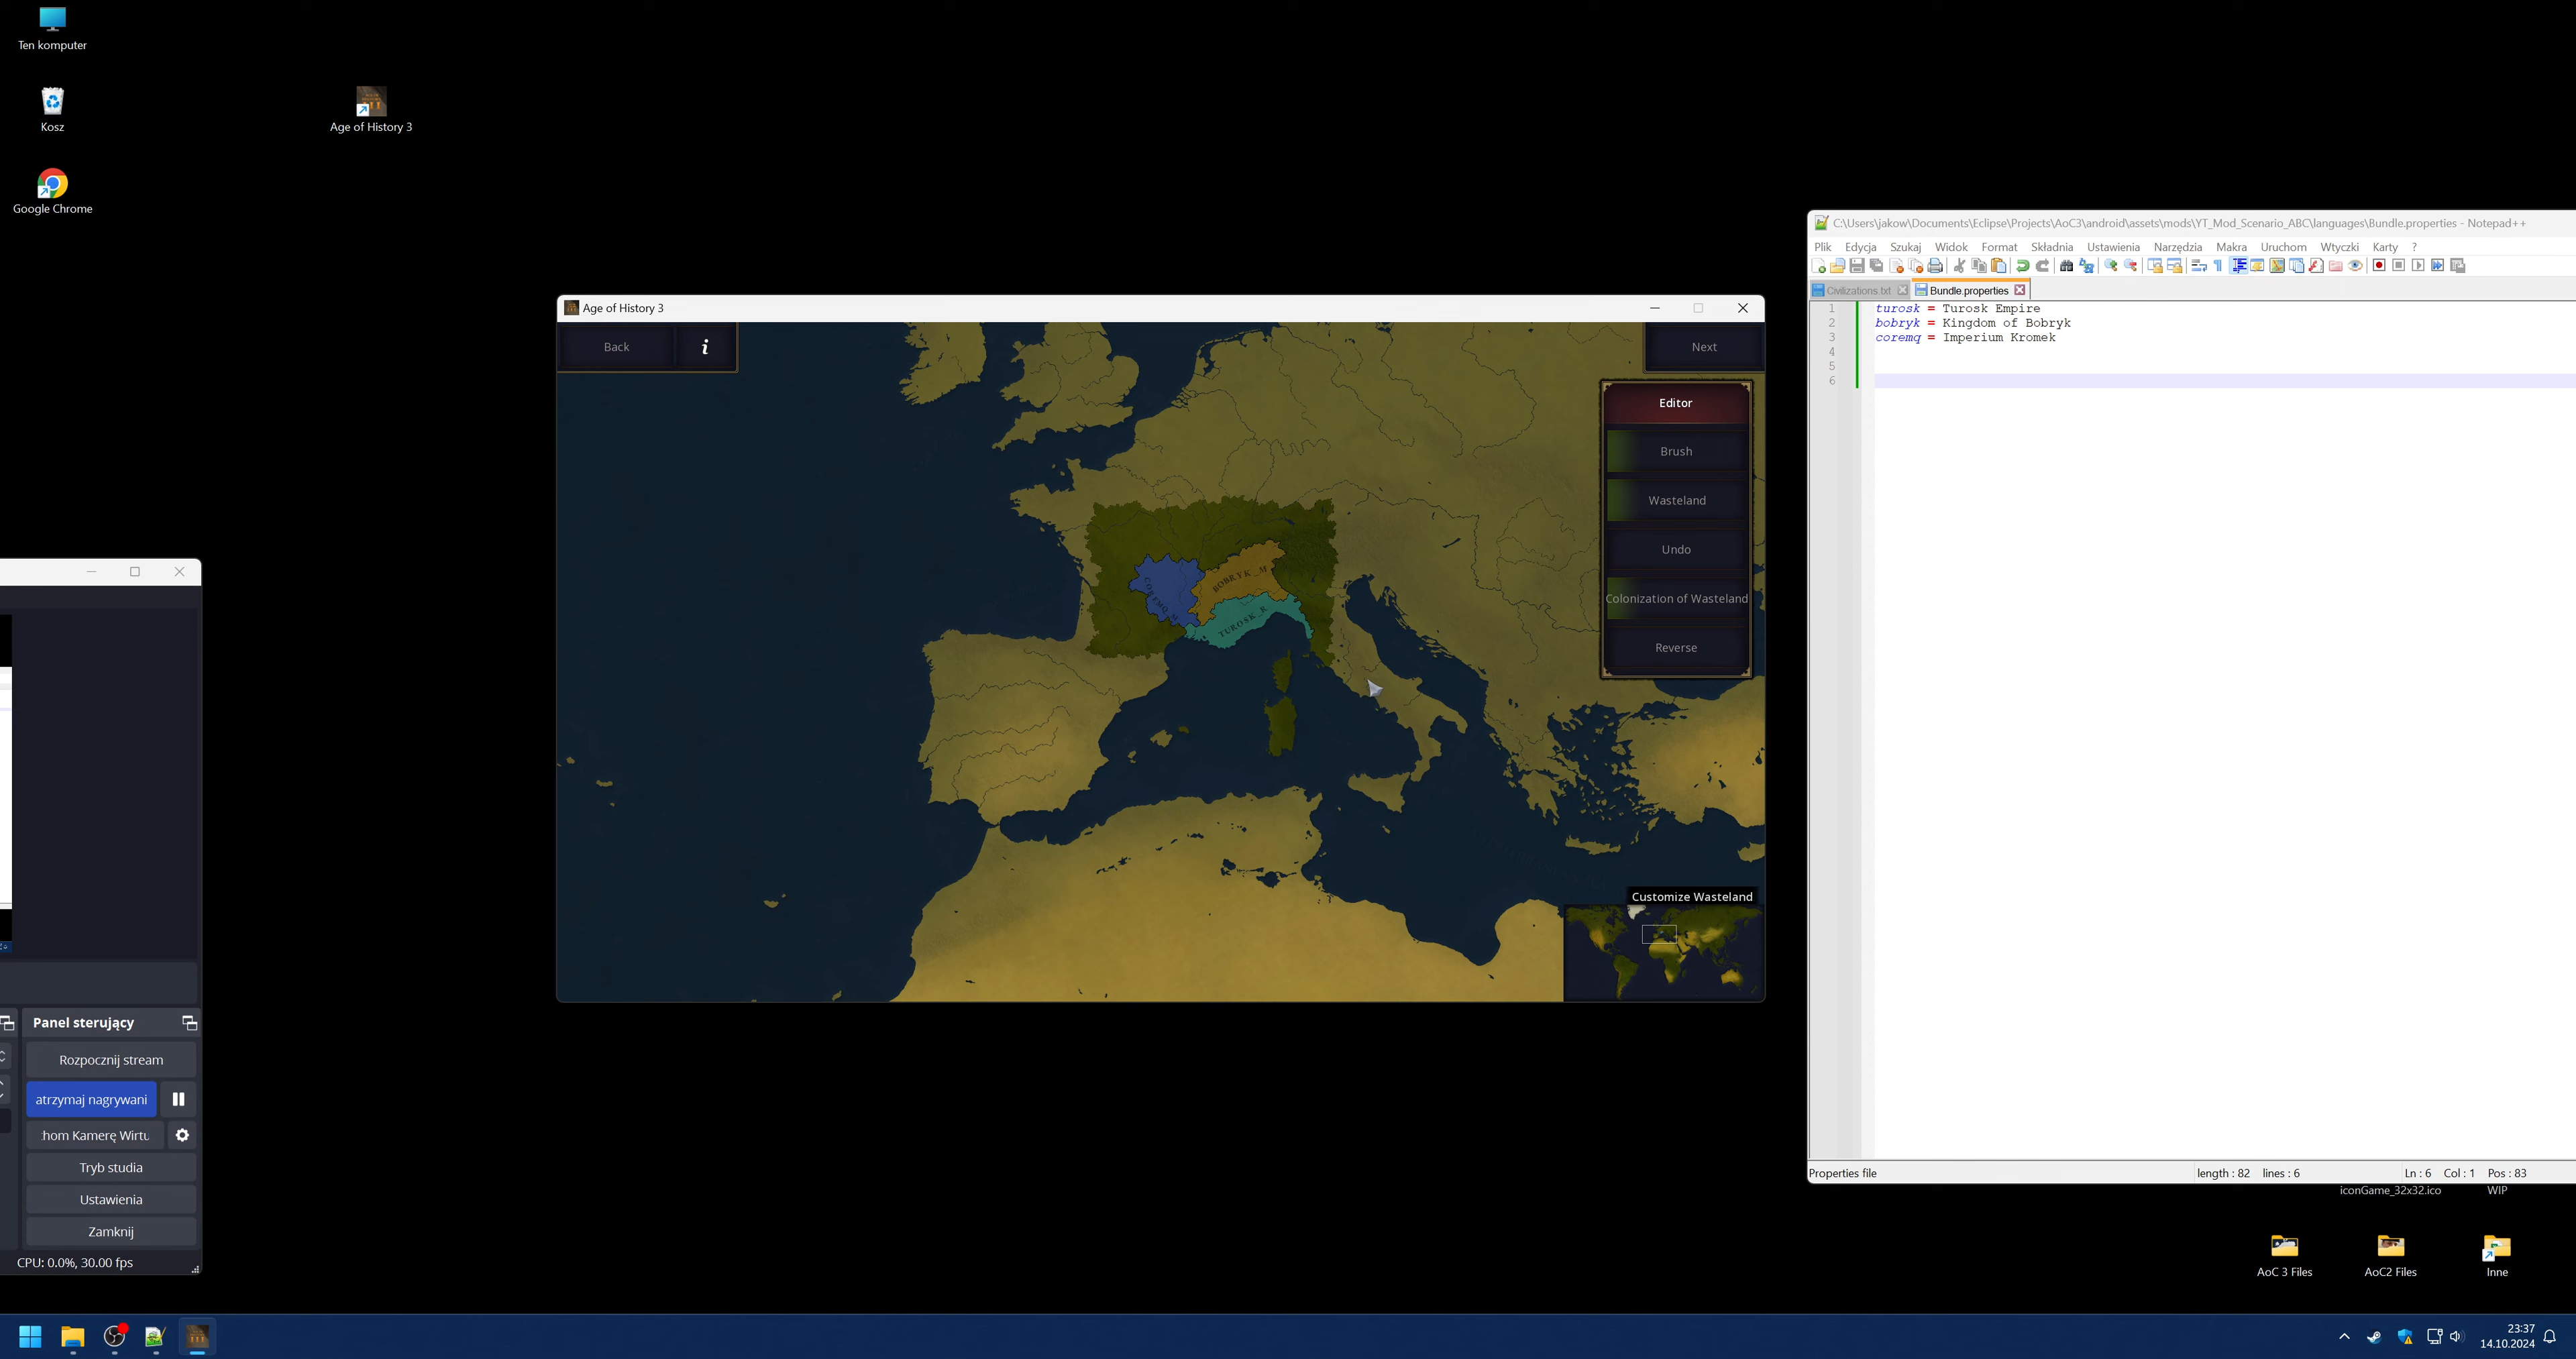 Ten komputer
Kosz
Google Chrome
Age of History 3
Age of History 3
Back
i
Next
Editor
Brush
Wasteland
Undo
Colonization of Wasteland
Reverse
COREMQ_M
BOBRYK_M
TUROSK_R
Customize Wasteland
C:\Users\jakow\Documents\Eclipse\Projects\AoC3\android\assets\mods\YT_Mod_Scenario_ABC\languages\Bundle.properties - Notepad++
Plik Edycja Szukaj Widok Format Składnia Ustawienia Narzędzia Makra Uruchom Wtyczki Karty ?
Civilizations.txt Bundle.properties
1 turosk = Turosk Empire
2 bobryk = Kingdom of Bobryk
3 coremq = Imperium Kromek
4
5
6
Properties file length : 82 lines : 6 Ln : 6 Col : 1 Pos : 83
iconGame_32x32.ico WIP
AoC 3 Files AoC2 Files Inne
Panel sterujący
Rozpocznij stream
atrzymaj nagrywani
hom Kamerę Wirtu
Tryb studia
Ustawienia
Zamknij
CPU: 0.0%, 30.00 fps
23:37
14.10.2024